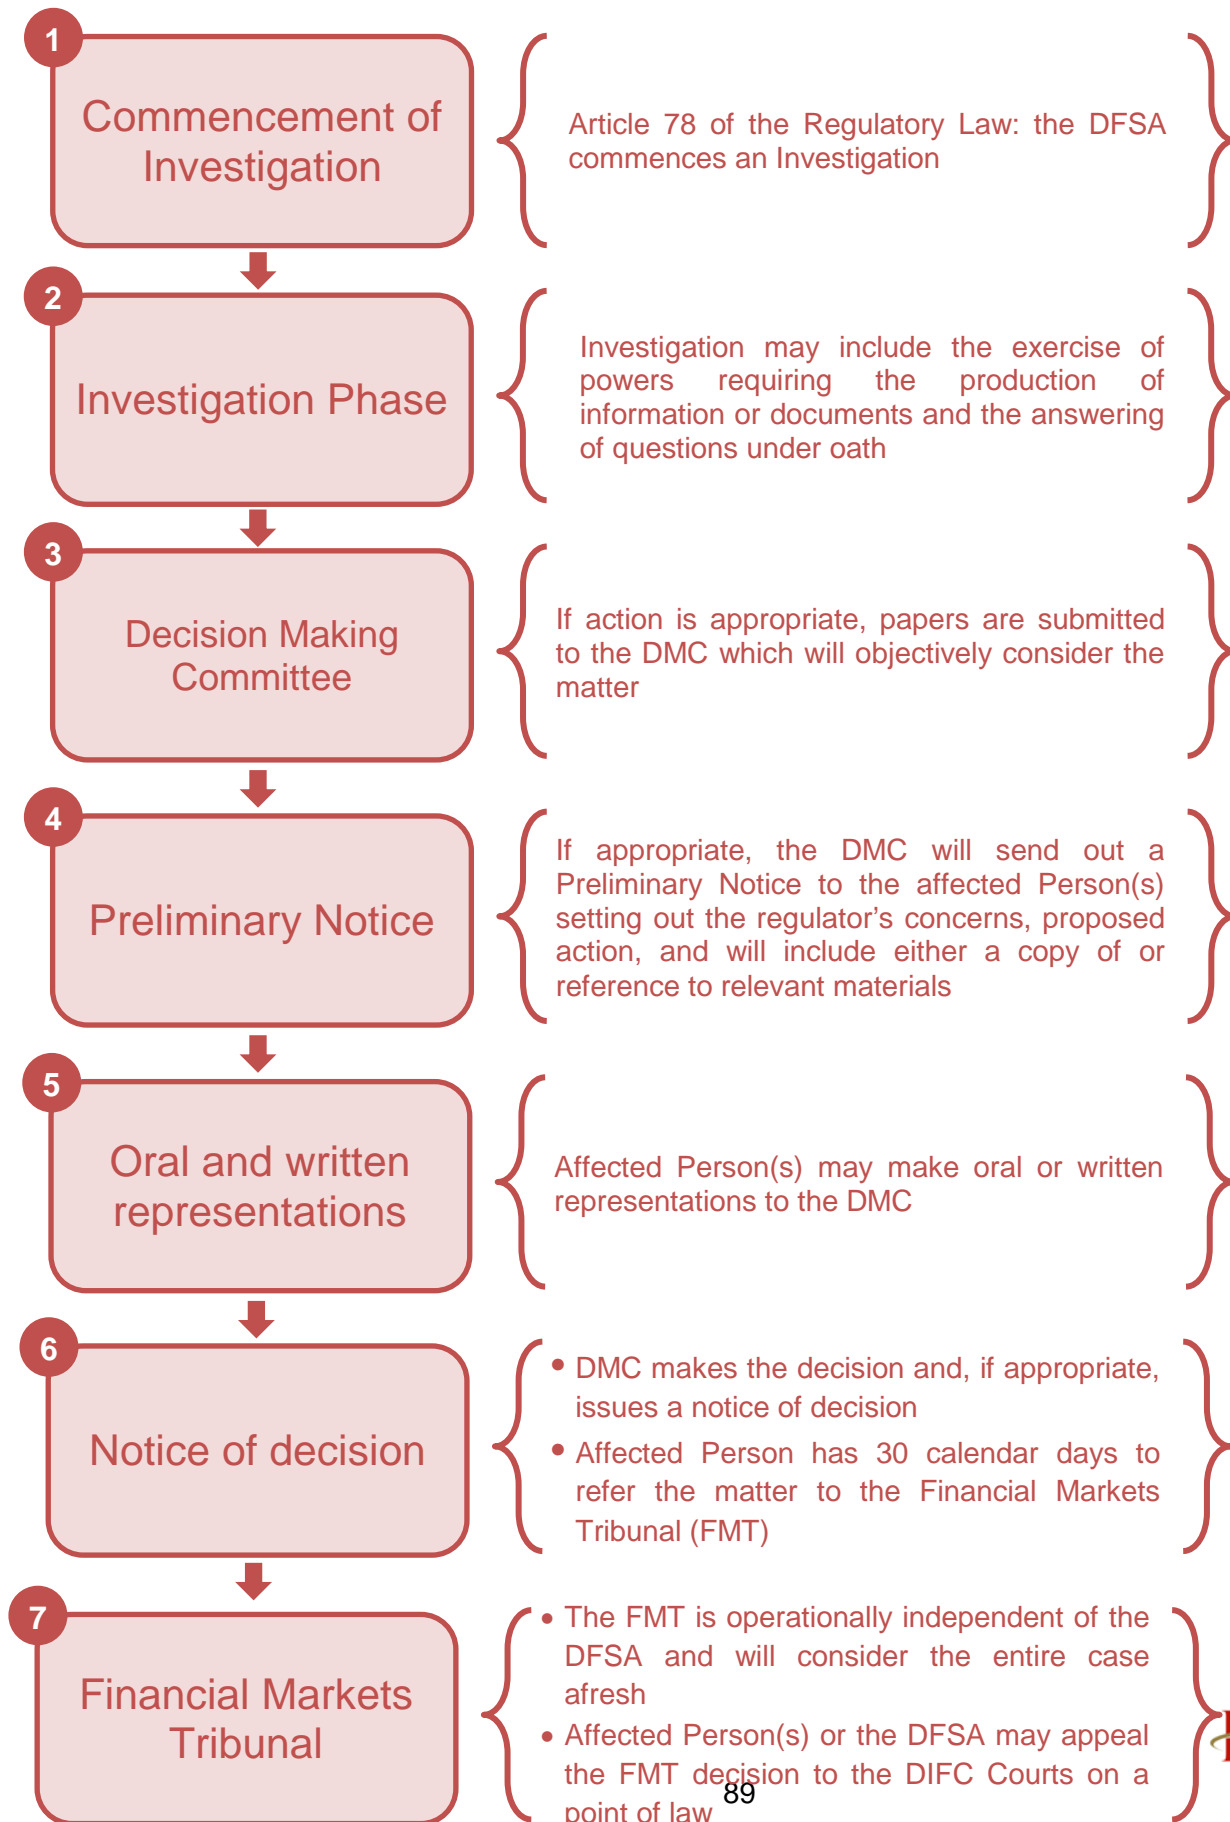 1
Commencement of
Investigation
Article 78 of the Regulatory Law: the DFSA
commences an Investigation
2
Investigation Phase
Investigation may include the exercise of
powers requiring the production of
information or documents and the answering
of questions under oath
3
Decision Making
Committee
If action is appropriate, papers are submitted
to the DMC which will objectively consider the
matter
4
Preliminary Notice
If appropriate, the DMC will send out a
Preliminary Notice to the affected Person(s)
setting out the regulator’s concerns, proposed
action, and will include either a copy of or
reference to relevant materials
5
Oral and written
representations
Affected Person(s) may make oral or written
representations to the DMC
6
Notice of decision
• DMC makes the decision and, if appropriate,
issues a notice of decision
• Affected Person has 30 calendar days to
refer the matter to the Financial Markets
Tribunal (FMT)
7
Financial Markets
Tribunal
• The FMT is operationally independent of the
DFSA and will consider the entire case
afresh
• Affected Person(s) or the DFSA may appeal
the FMT decision to the DIFC Courts on a
point of law
89